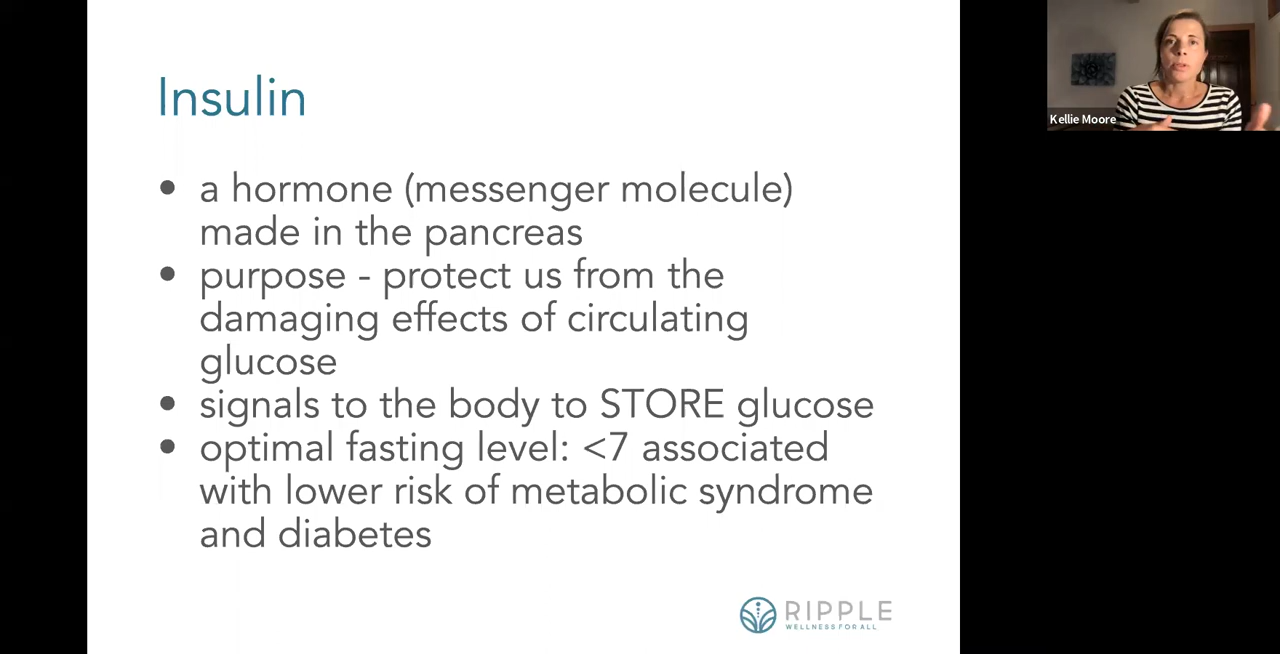 Insulin
• a hormone (messenger molecule)
made in the pancreas
• purpose - protect us from the
damaging effects of circulating
glucose
• signals to the body to STORE glucose
• optimal fasting level: <7 associated
with lower risk of metabolic syndrome
and diabetes
RIPPLE
WELLNESS FOR ALL
Kellie Moore